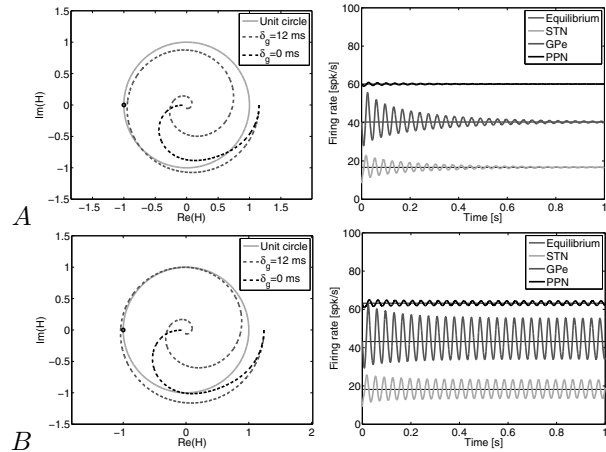 1.5
1
0.5
0
−0.5
−1
−1.5
Im(H)
−1.5 −1 −0.5 0 0.5 1 1.5
Re(H)
Unit circle
δg=12 ms
δg=0 ms
A
100
80
60
40
20
0
Firing rate [spk/s]
0 0.2 0.4 0.6 0.8 1
Time [s]
Equilibrium
STN
GPe
PPN
1.5
1
0.5
0
−0.5
−1
−1.5
Im(H)
−1 0 1 2
Re(H)
Unit circle
δg=12 ms
δg=0 ms
B
100
80
60
40
20
0
Firing rate [spk/s]
0 0.2 0.4 0.6 0.8 1
Time [s]
Equilibrium
STN
GPe
PPN